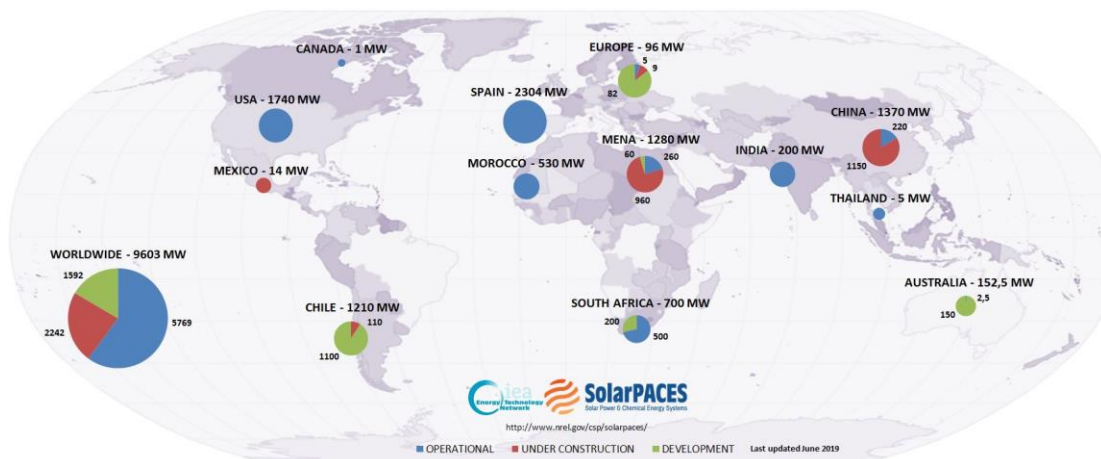 CANADA - 1 MW
EUROPE - 96 MW
5
9
82
USA - 1740 MW
SPAIN - 2304 MW
CHINA - 1370 MW
220
1150
MENA - 1280 MW
60
260
960
INDIA - 200 MW
MOROCCO - 530 MW
MEXICO - 14 MW
THAILAND - 5 MW
WORLDWIDE - 9603 MW
1592
2242
5769
CHILE - 1210 MW
110
1100
SOUTH AFRICA - 700 MW
200
500
AUSTRALIA - 152,5 MW
2,5
150
iea
Energy Technology
Network
SolarPACES
Solar Power & Chemical Energy Systems
http://www.nrel.gov/csp/solarpaces/
OPERATIONAL UNDER CONSTRUCTION DEVELOPMENT Last updated June 2019